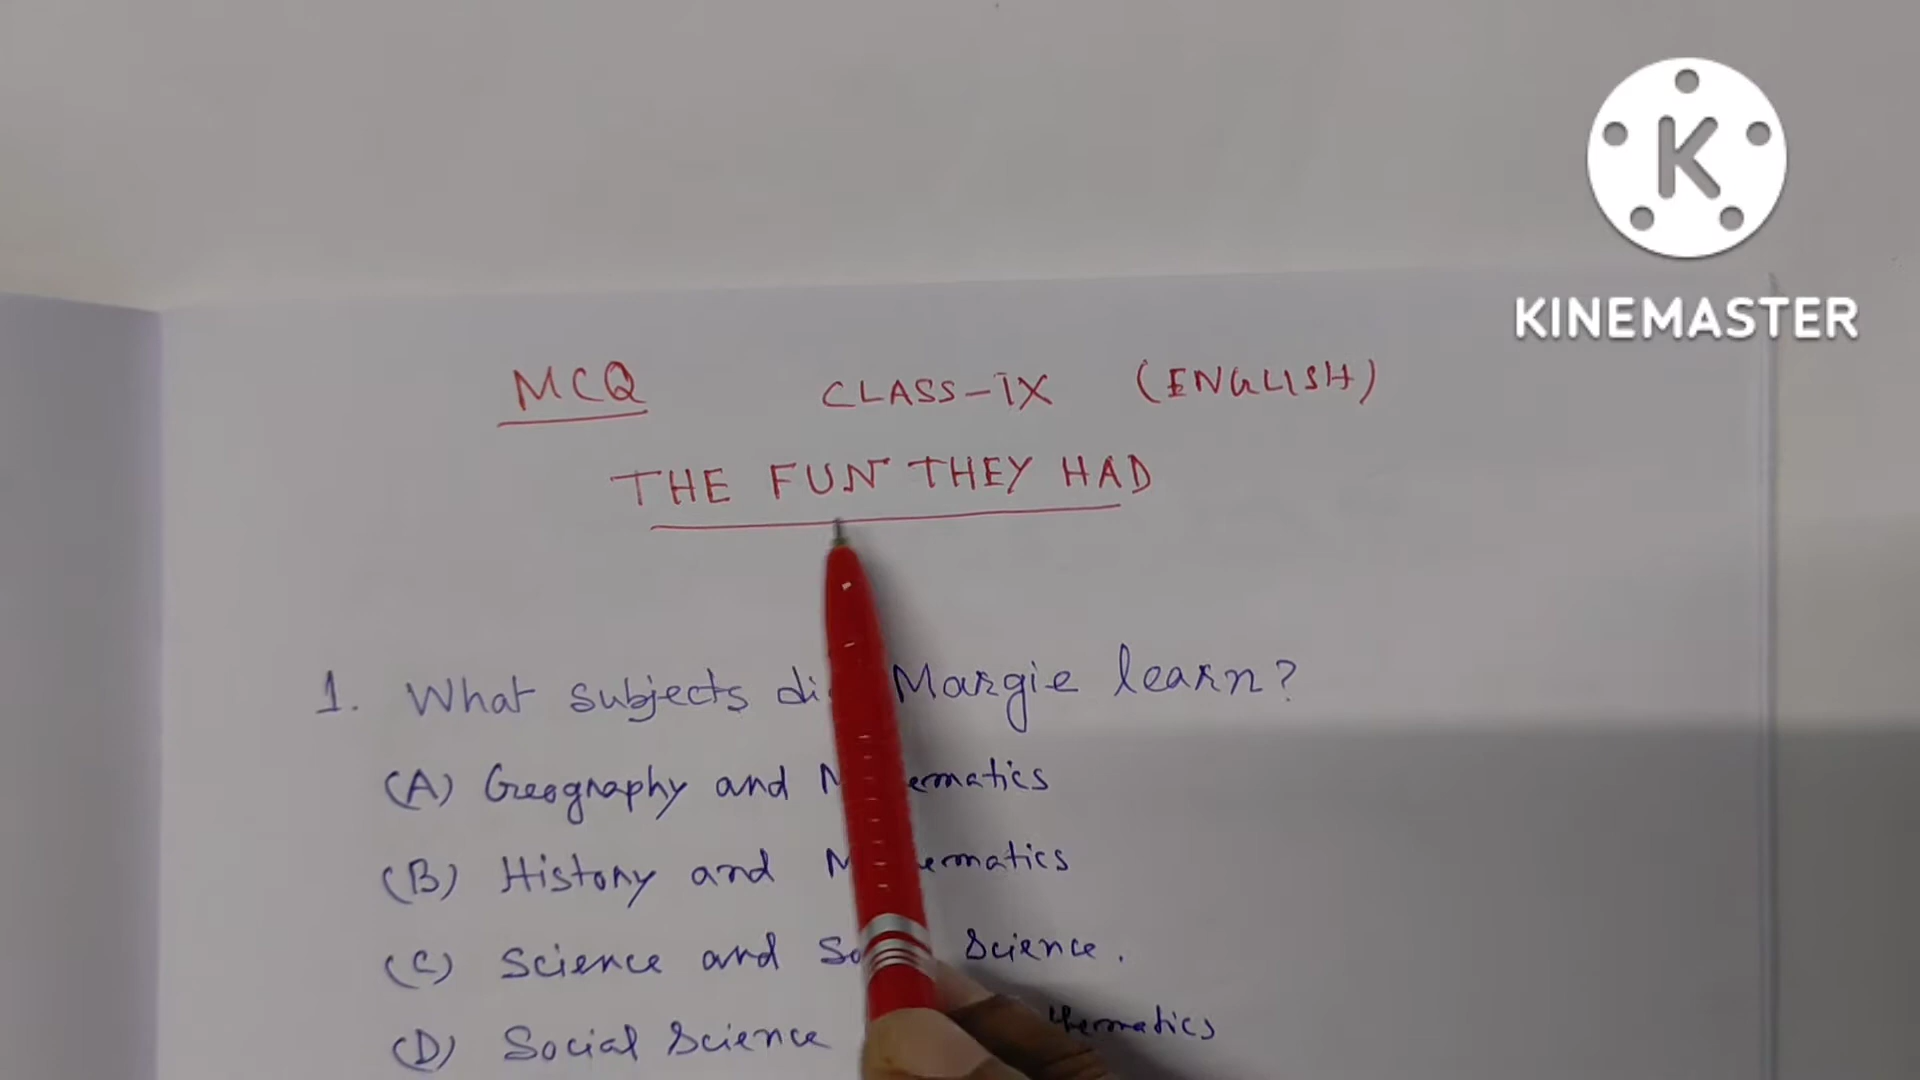 KINEMASTER
MCQ CLASS-IX (ENGLISH)
THE FUN THEY HAD
1. What subjects Margie learn?
(A) Geography and
(B) History and
(C) Science and Science.
(D) Social Science